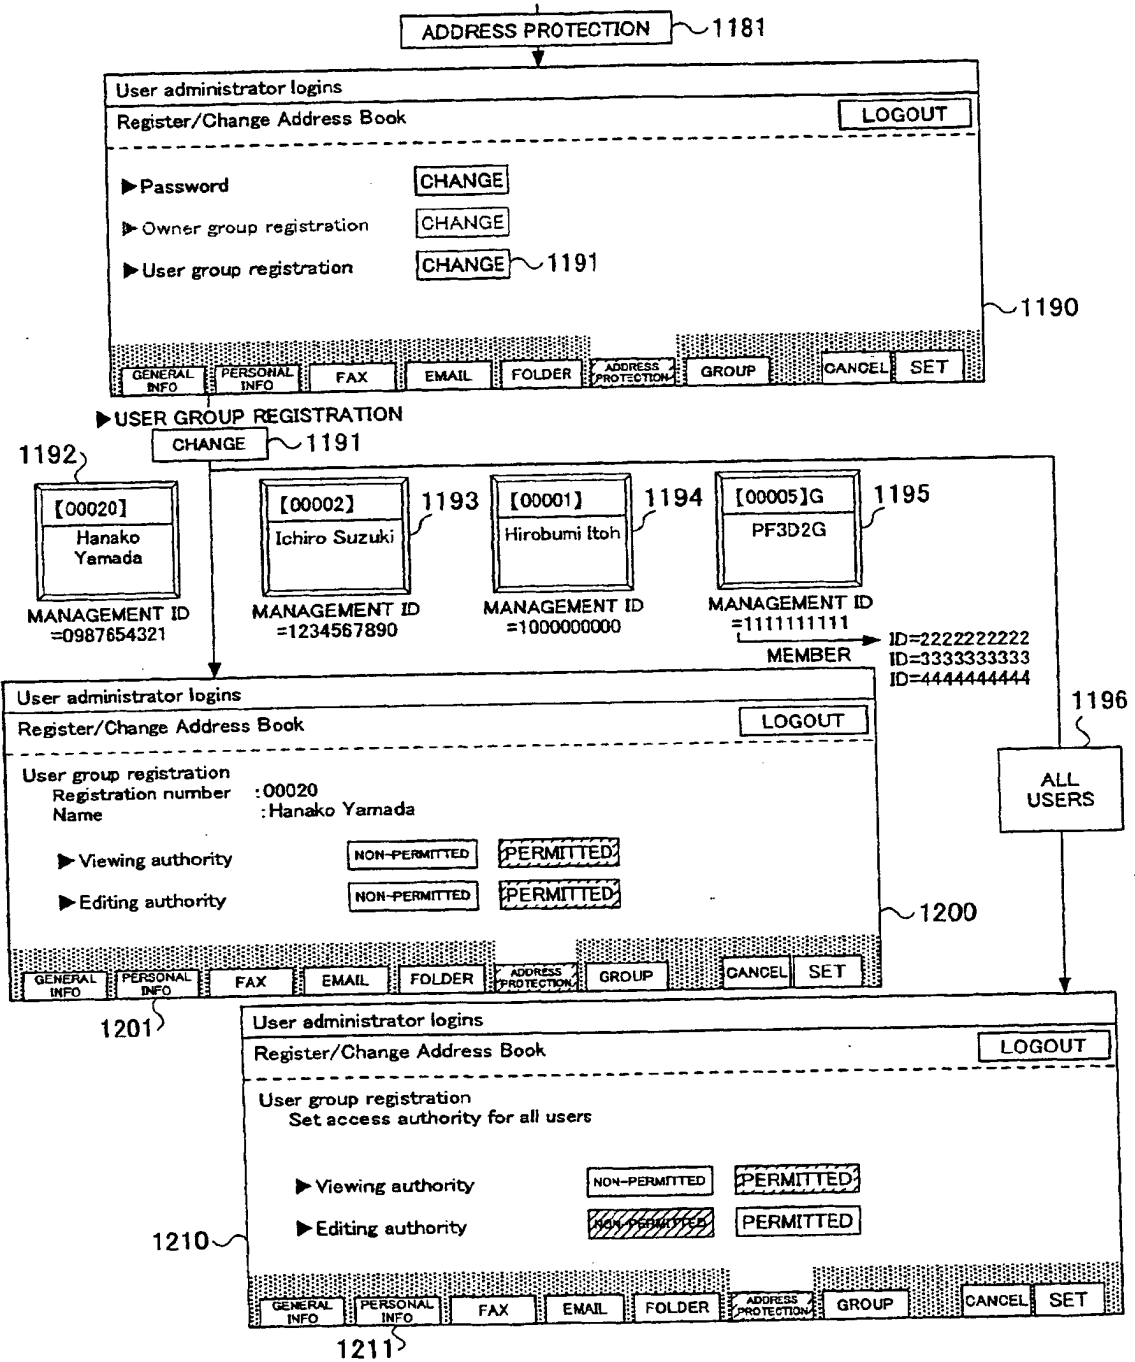 ADDRESS PROTECTION 1181
User administrator logins
Register/Change Address Book LOGOUT
▶Password CHANGE
▶Owner group registration CHANGE
▶User group registration CHANGE 1191
1190
GENERAL INFO PERSONAL INFO FAX EMAIL FOLDER ADDRESS PROTECTION GROUP CANCEL SET
▶USER GROUP REGISTRATION
CHANGE 1191
1192 1193 1194 1195
【00020】
Hanako
Yamada
MANAGEMENT ID
=0987654321
【00002】
Ichiro Suzuki
MANAGEMENT ID
=1234567890
【00001】
Hirobumi Itoh
MANAGEMENT ID
=1000000000
【00005】G
PF3D2G
MANAGEMENT ID
=1111111111
MEMBER
ID=2222222222
ID=3333333333
ID=4444444444
1196
ALL
USERS
User administrator logins
Register/Change Address Book LOGOUT
User group registration
Registration number :00020
Name :Hanako Yamada
▶Viewing authority NON-PERMITTED PERMITTED
▶Editing authority NON-PERMITTED PERMITTED
1200
GENERAL INFO PERSONAL INFO FAX EMAIL FOLDER ADDRESS PROTECTION GROUP CANCEL SET
1201
User administrator logins
Register/Change Address Book LOGOUT
User group registration
Set access authority for all users
▶Viewing authority NON-PERMITTED PERMITTED
▶Editing authority NON-PERMITTED PERMITTED
1210
GENERAL INFO PERSONAL INFO FAX EMAIL FOLDER ADDRESS PROTECTION GROUP CANCEL SET
1211